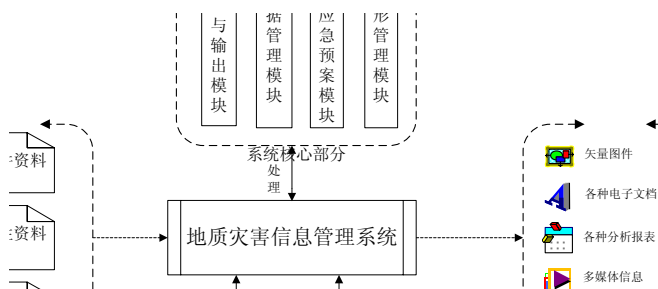 与输出模块
据管理模块
应急预案模块
形管理模块
系统核心部分
处理
资料
资料
地质灾害信息管理系统
矢量图件
各种电子文档
各种分析报表
多媒体信息